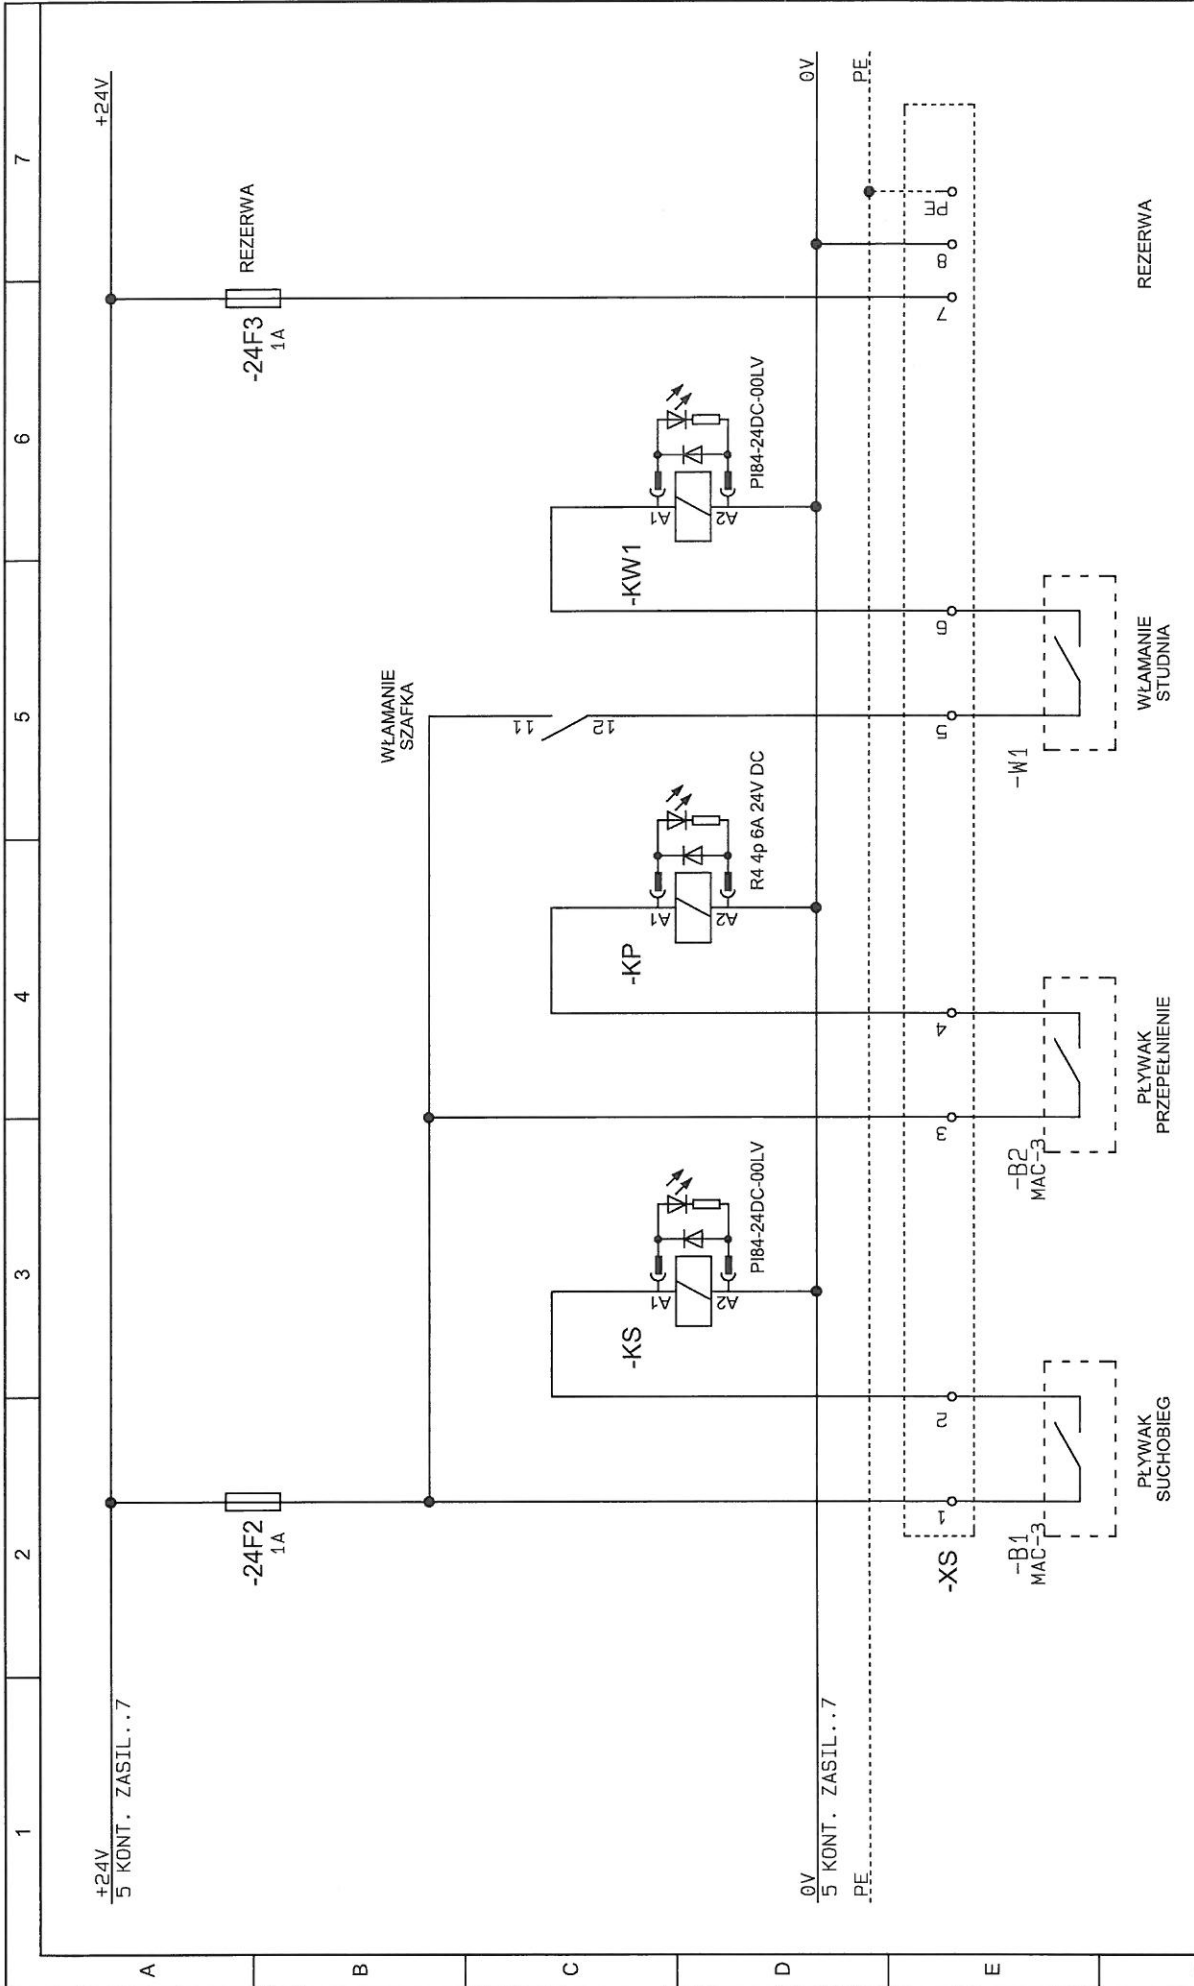 1
2
3
4
5
6
7
A
B
C
D
E
+24V
5 KONT. ZASIL..7
+24V
-24F2
1A
-24F3
1A
REZERWA
WŁAMANIE
SZAFKA
11
12
-KS
A1
A2
PI84-24DC-00LV
-KP
A1
A2
R4 4p 6A 24V DC
-KW1
A1
A2
PI84-24DC-00LV
0V
5 KONT. ZASIL..7
0V
PE
PE
-XS
1
2
3
4
5
6
7
8
PE
-B1
MAC-3
-B2
MAC-3
-W1
PŁYWAK
SUCHOBIEG
PŁYWAK
PRZEPEŁNIENIE
WŁAMANIE
STUDNIA
REZERWA